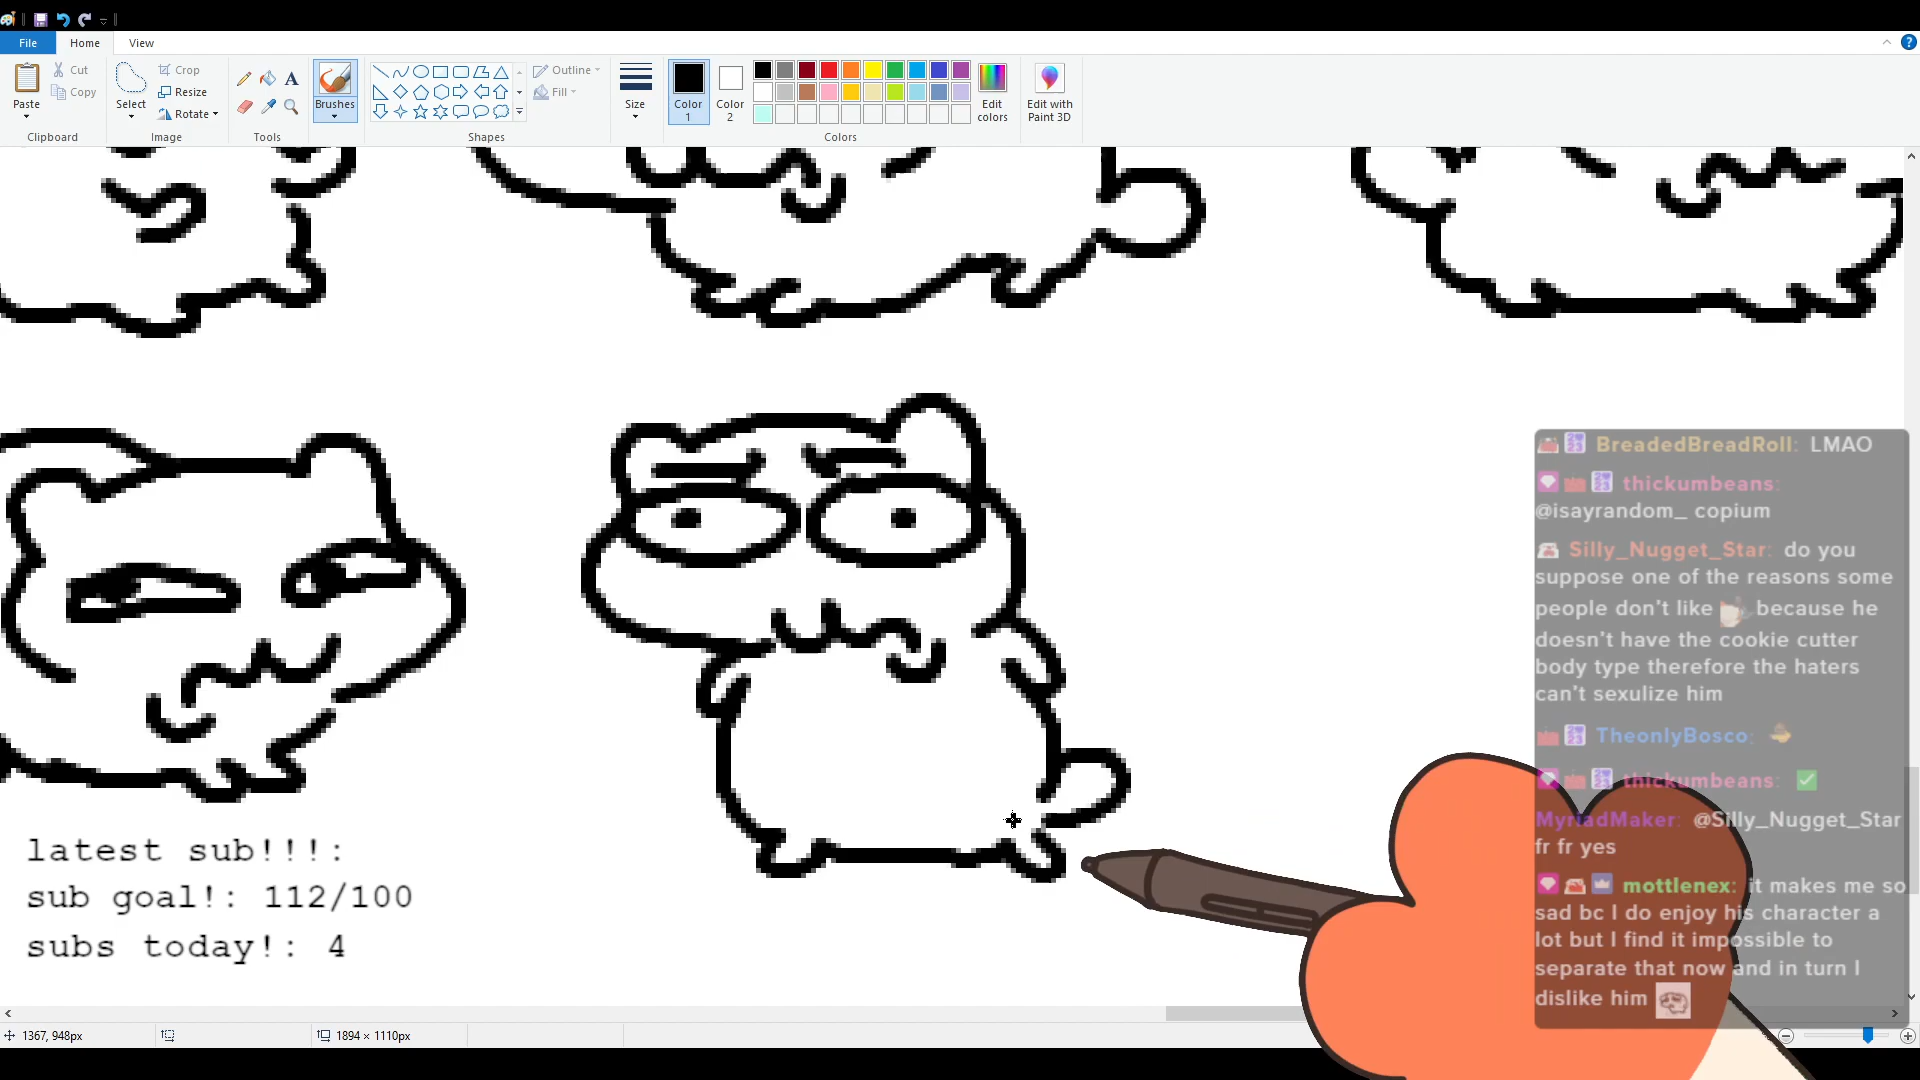 File Home View
Cut
Copy
Paste
Clipboard
Crop
Resize
Rotate
Select
Image
A
Tools
Brushes
Outline
Fill
Shapes
Size
Color 1
Color 2
Edit colors
Colors
Edit with Paint 3D
?
BreadedBreadRoll: LMAO
thickumbeans:
@isayrandom_ copium
Silly_Nugget_Star: do you
suppose one of the reasons some
people don't like because he
doesn't have the cookie cutter
body type therefore the haters
can't sexulize him
TheonlyBosco:
thickumbeans:
MyriadMaker: @Silly_Nugget_Star
fr fr yes
mottlenex: it makes me so
sad bc I do enjoy his character a
lot but I find it impossible to
separate that now and in turn I
dislike him
latest sub!!!:
sub goal!: 112/100
subs today!: 4
1367, 948px
1894 × 1110px